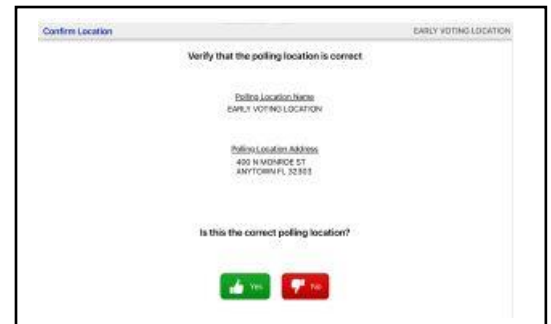 Confirm Location
EARLY VOTING LOCATION
Verify that the polling location is correct
Polling Location Name
EARLY VOTING LOCATION
Polling Location Address
400 N MONROE ST
ANYTOWN FL 32303
Is this the correct polling location?
Yes
No